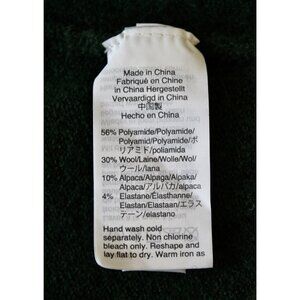 Made in China
Fabriqué en Chine
in China Hergestellt
Vervaardigd in China
中国製
Hecho en China
56% Polyamide/Polyamide/
Polyamid/Polyamide/ポ
リアミド/poliamida
30% Wool/Laine/Wolle/Wol/
ウール/lana
10% Alpaca/Alpaga/Alpaka/
Alpaca/アルパカ/alpaca
4% Elastane/Élasthanne/
Elastan/Elastaan/エラス
テーン/elastano
Hand wash cold
separately. Non chlorine
bleach only. Reshape and
lay flat to dry. Warm iron as